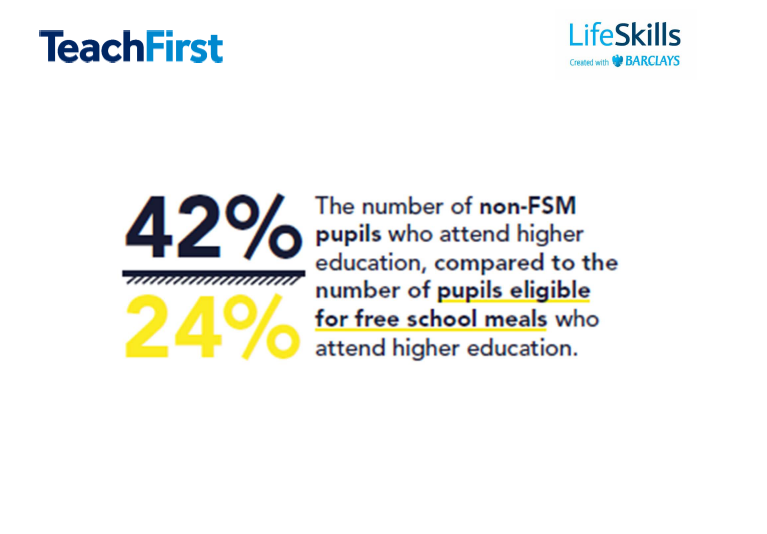 TeachFirst
LifeSkills
Created with BARCLAYS
42%
24%
The number of non-FSM
pupils who attend higher
education, compared to the
number of pupils eligible
for free school meals who
attend higher education.